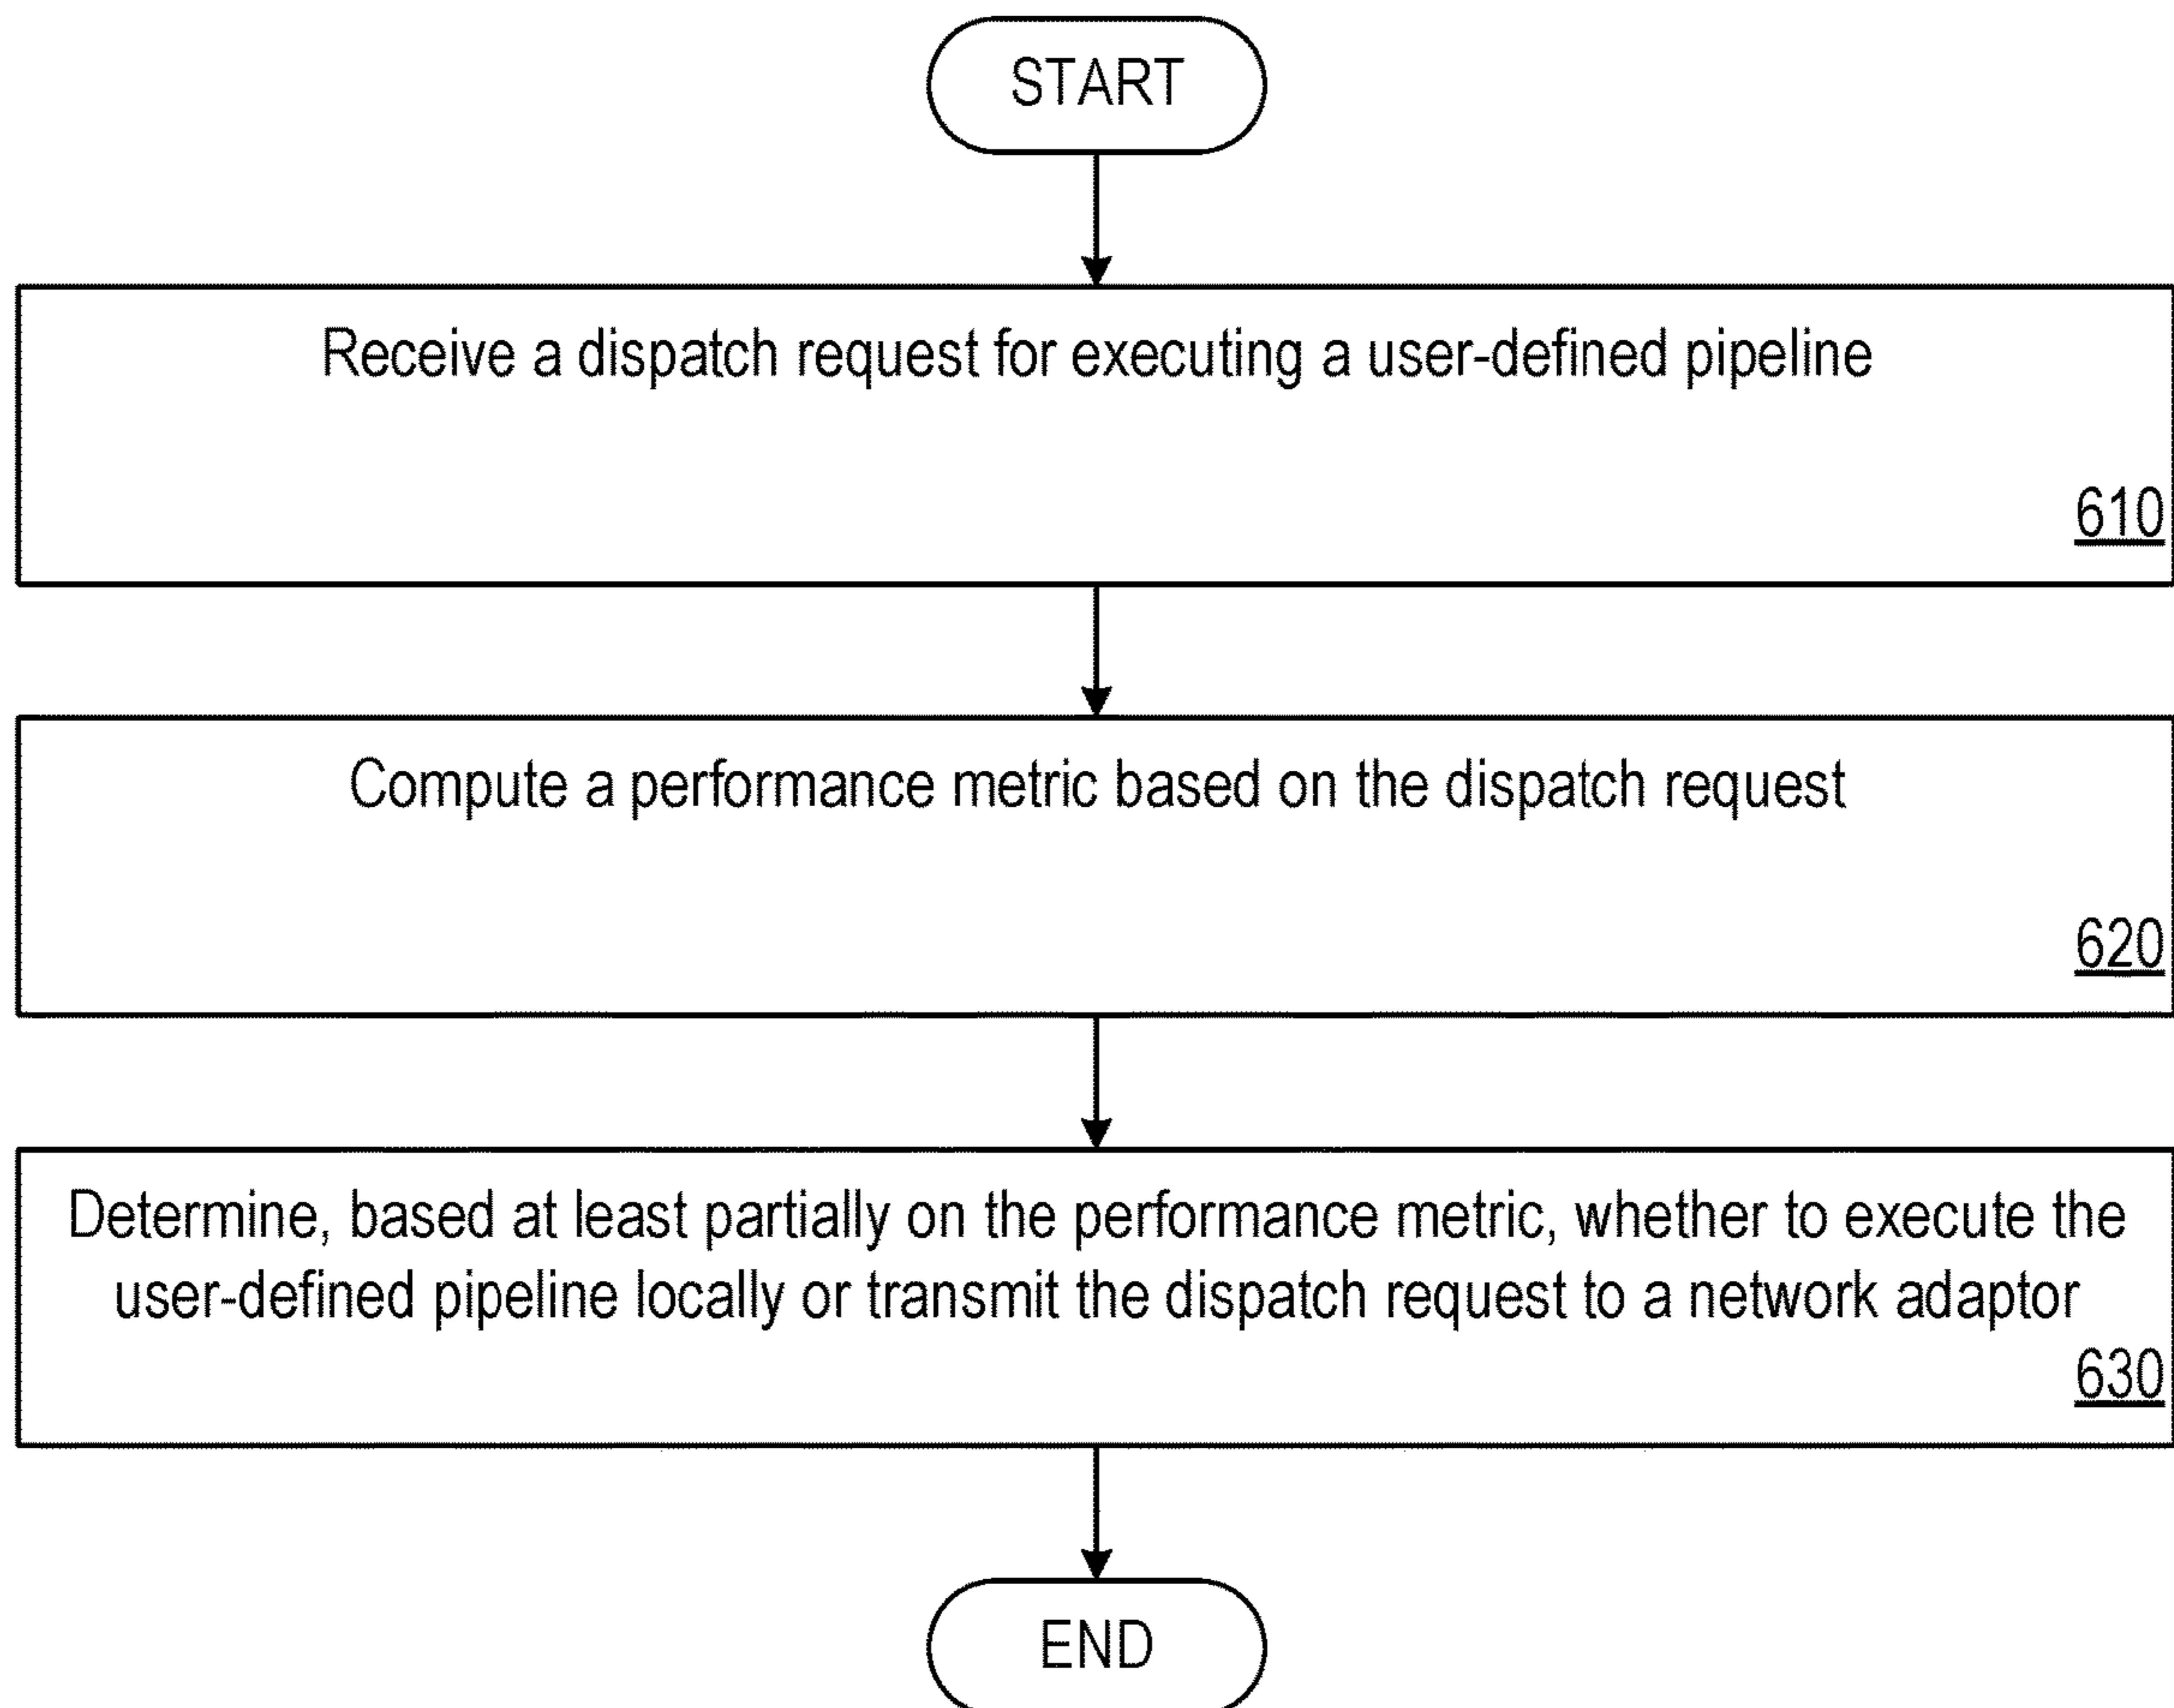 START
Receive a dispatch request for executing a user-defined pipeline
610
Compute a performance metric based on the dispatch request
620
Determine, based at least partially on the performance metric, whether to execute the
user-defined pipeline locally or transmit the dispatch request to a network adaptor
630
END